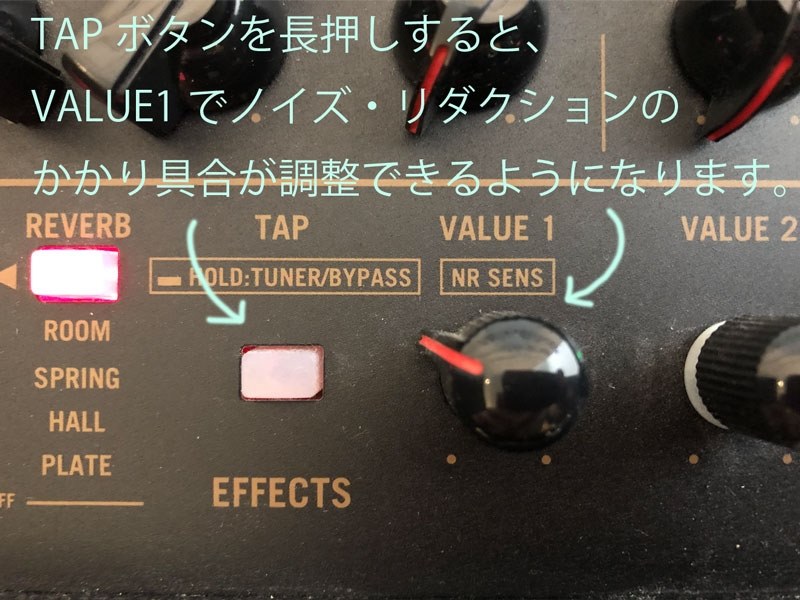 TAP ボタンを長押しすると、
VALUE1 でノイズ・リダクションの
かかり具合が調整できるようになります。
REVERB
TAP
VALUE 1
VALUE 2
HOLD:TUNER/BYPASS
NR SENS
ROOM
SPRING
HALL
PLATE
EFFECTS